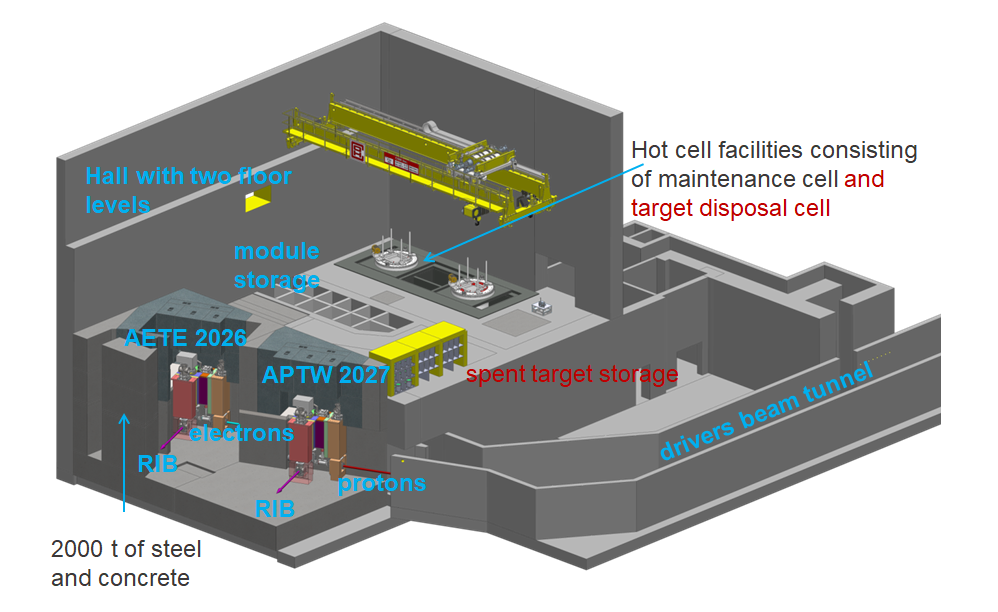 Hot cell facilities consisting
of maintenance cell and
target disposal cell
Hall with two floor
levels
module
storage
AETE 2026
APTW 2027
spent target storage
drivers beam tunnel
electrons
RIB
protons
RIB
2000 t of steel
and concrete